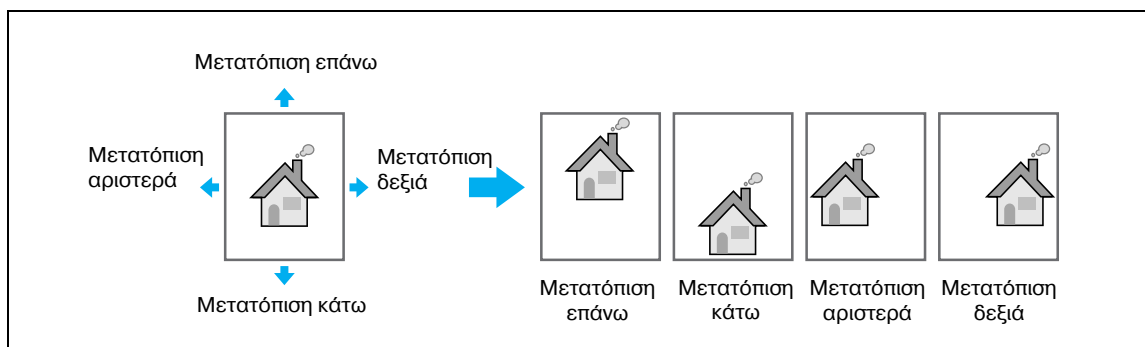 Μετατόπιση επάνω
Μετατόπιση
αριστερά
Μετατόπιση
δεξιά
Μετατόπιση κάτω
Μετατόπιση
επάνω
Μετατόπιση
κάτω
Μετατόπιση
αριστερά
Μετατόπιση
δεξιά